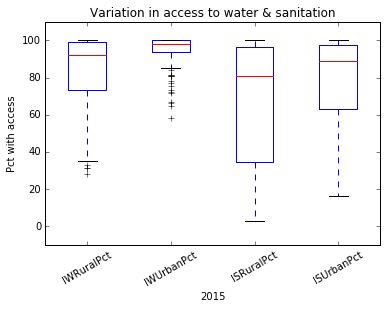 Variation in access to water & sanitation
100
80
60
40
20
0
Pct with access
IWRuralPct
IWUrbanPct
ISRuralPct
ISUrbanPct
2015